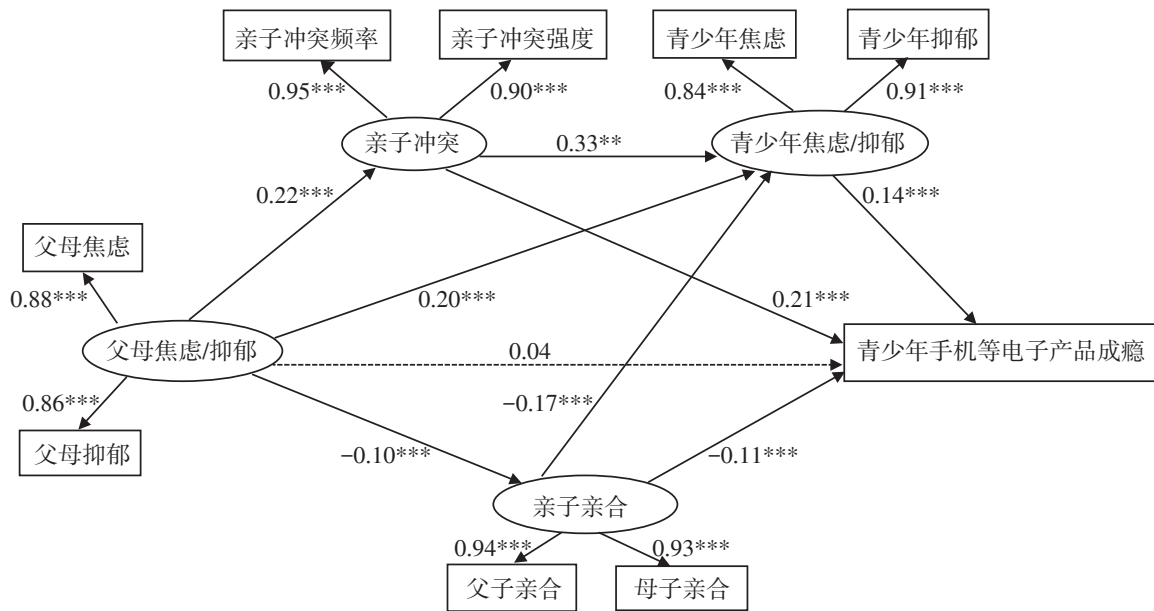 亲子冲突频率
亲子冲突强度
青少年焦虑
青少年抑郁
0.95***
0.90***
0.84***
0.91***
亲子冲突
青少年焦虑/抑郁
0.33**
0.22***
0.14***
父母焦虑
0.88***
0.20***
0.21***
父母焦虑/抑郁
0.04
青少年手机等电子产品成瘾
0.86***
−0.17***
父母抑郁
−0.10***
−0.11***
亲子亲合
0.94***
0.93***
父子亲合
母子亲合